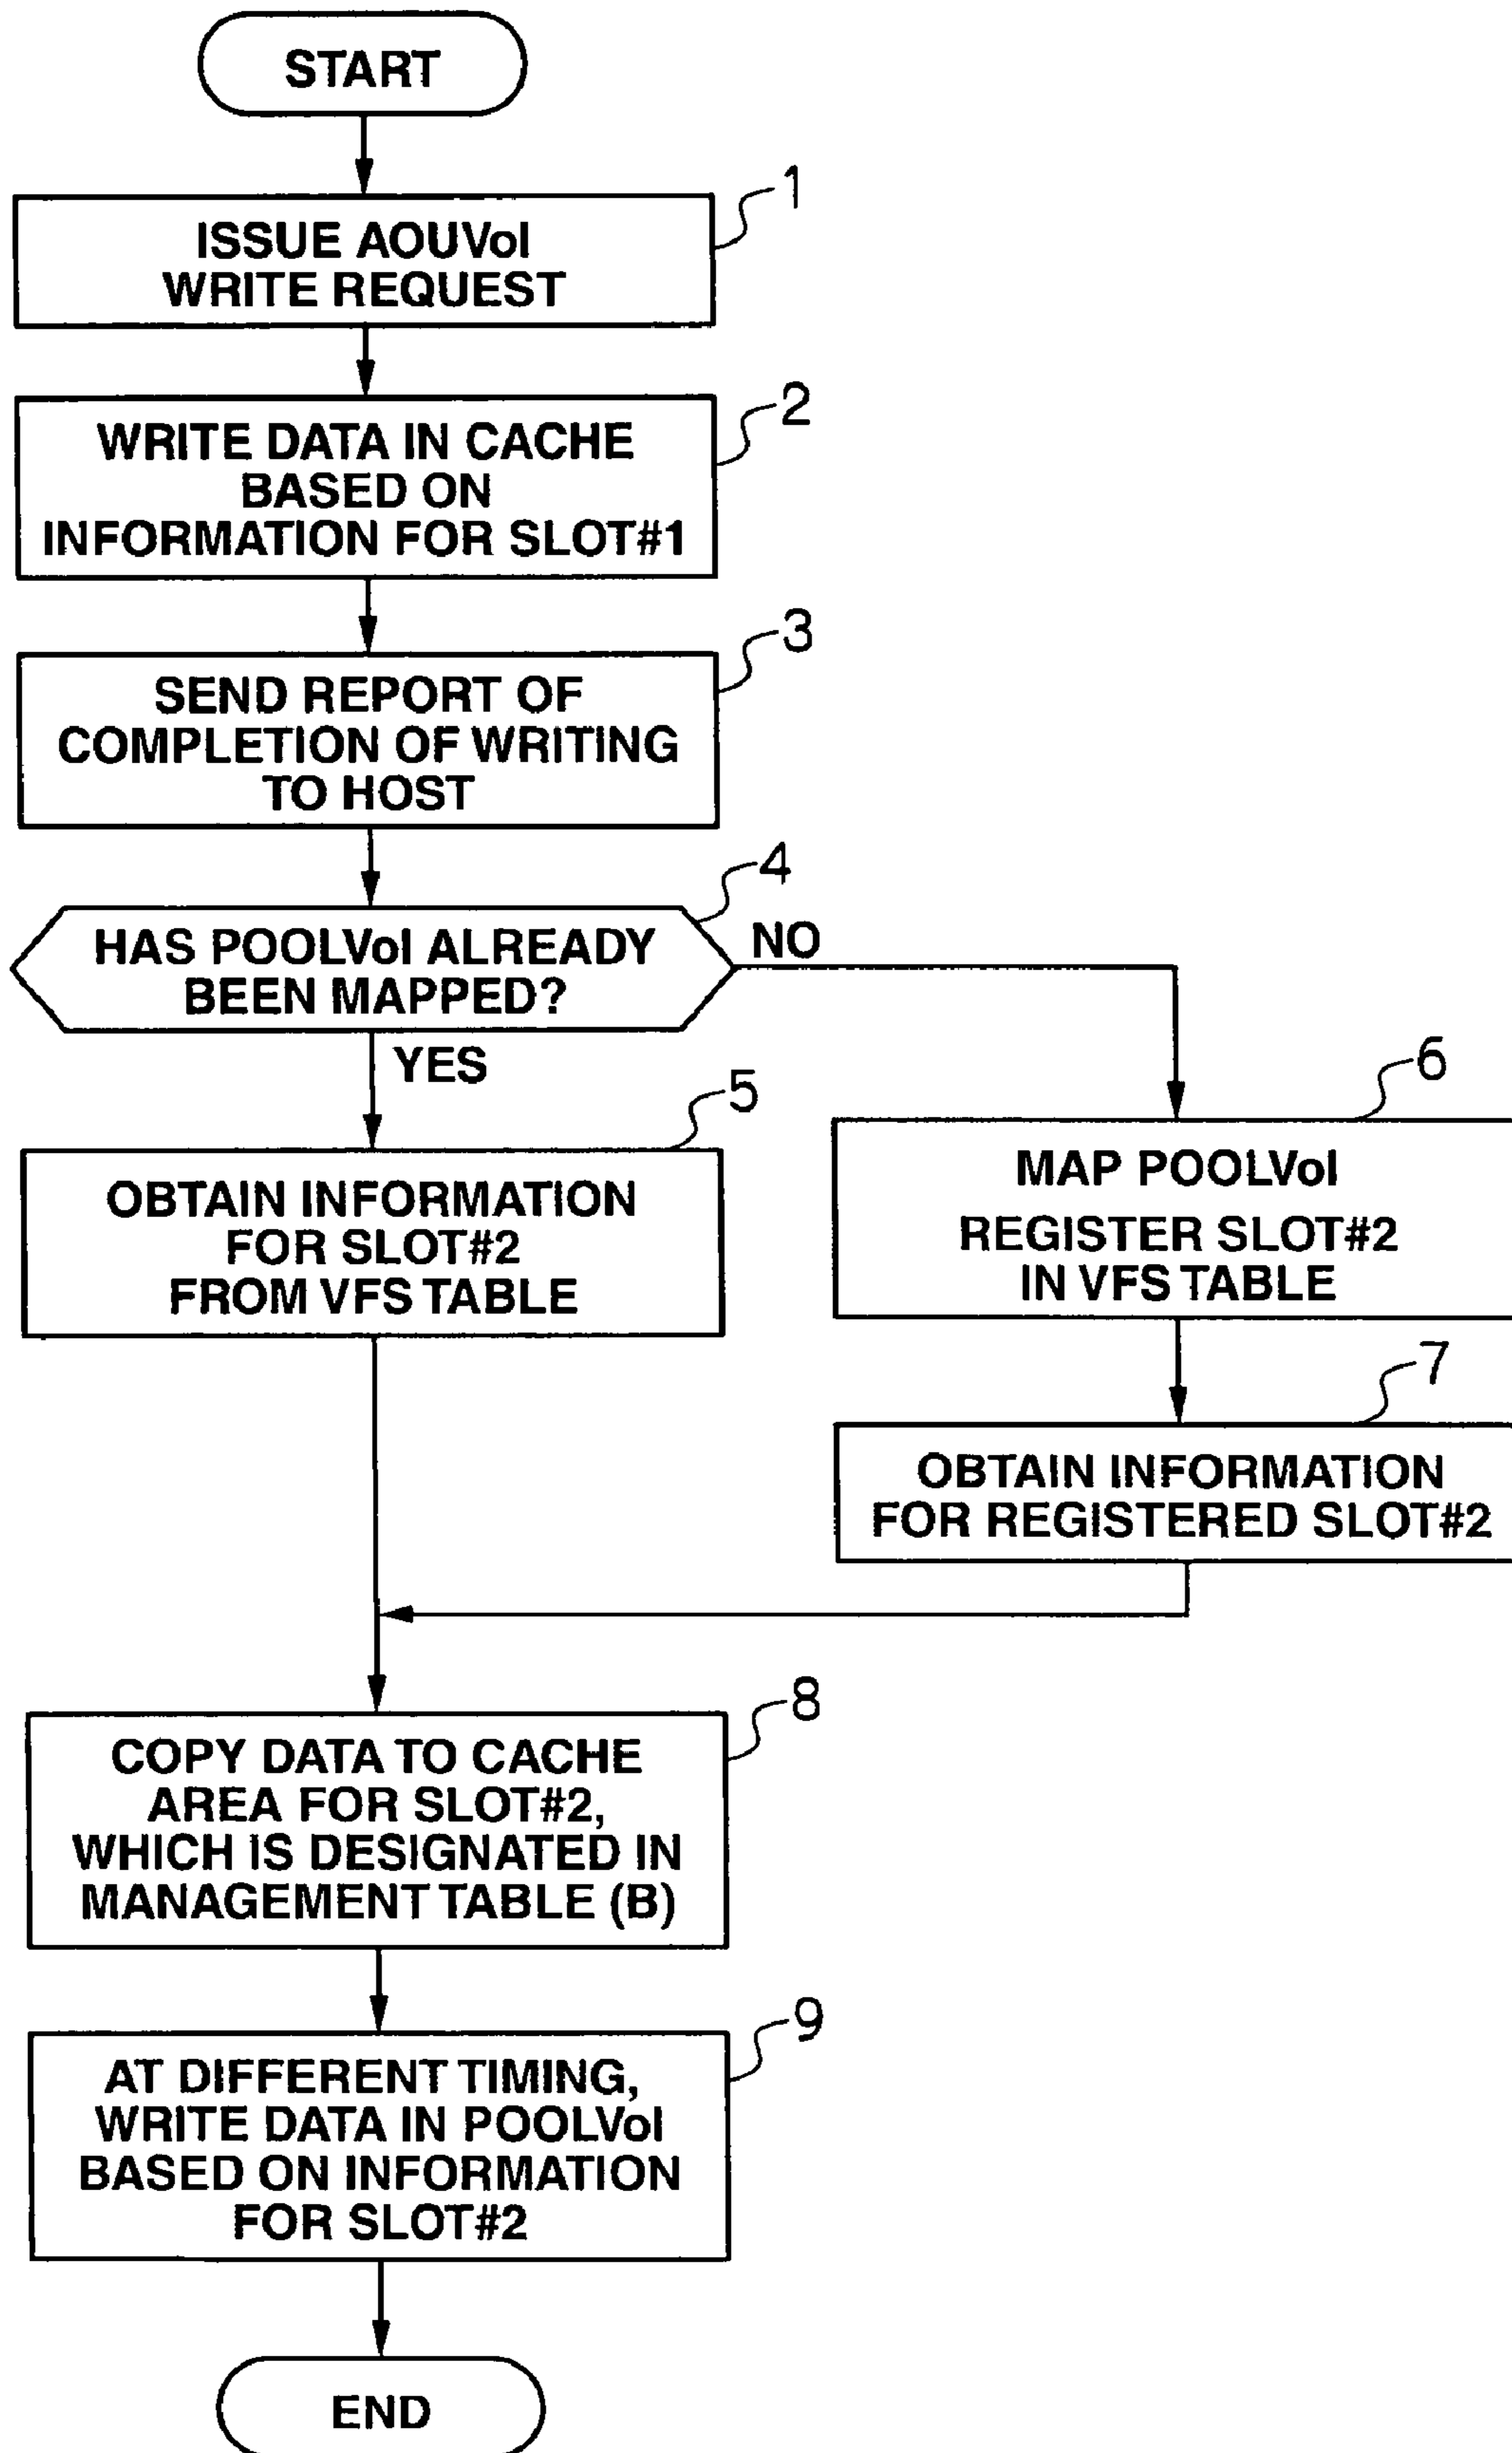 START
1
ISSUE AOUVol
WRITE REQUEST
2
WRITE DATA IN CACHE
BASED ON
INFORMATION FOR SLOT#1
3
SEND REPORT OF
COMPLETION OF WRITING
TO HOST
4
HAS POOLVol ALREADY
BEEN MAPPED?
NO
YES
5
OBTAIN INFORMATION
FOR SLOT#2
FROM VFS TABLE
6
MAP POOLVol
REGISTER SLOT#2
IN VFS TABLE
7
OBTAIN INFORMATION
FOR REGISTERED SLOT#2
8
COPY DATA TO CACHE
AREA FOR SLOT#2,
WHICH IS DESIGNATED IN
MANAGEMENT TABLE (B)
9
AT DIFFERENT TIMING,
WRITE DATA IN POOLVol
BASED ON INFORMATION
FOR SLOT#2
END